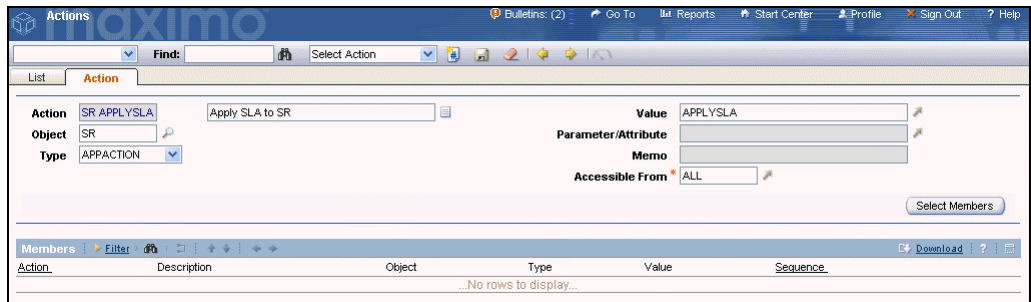 Actions
maximo
Bulletins: (2) Go To Reports Start Center Profile Sign Out ? Help
Find: Select Action
List Action
Action SR APPLYSLA Apply SLA to SR Value APPLYSLA
Object SR Parameter/Attribute
Type APPACTION Memo
Accessible From * ALL
Select Members
Members Filter Download ?
Action Description Object Type Value Sequence
...No rows to display...